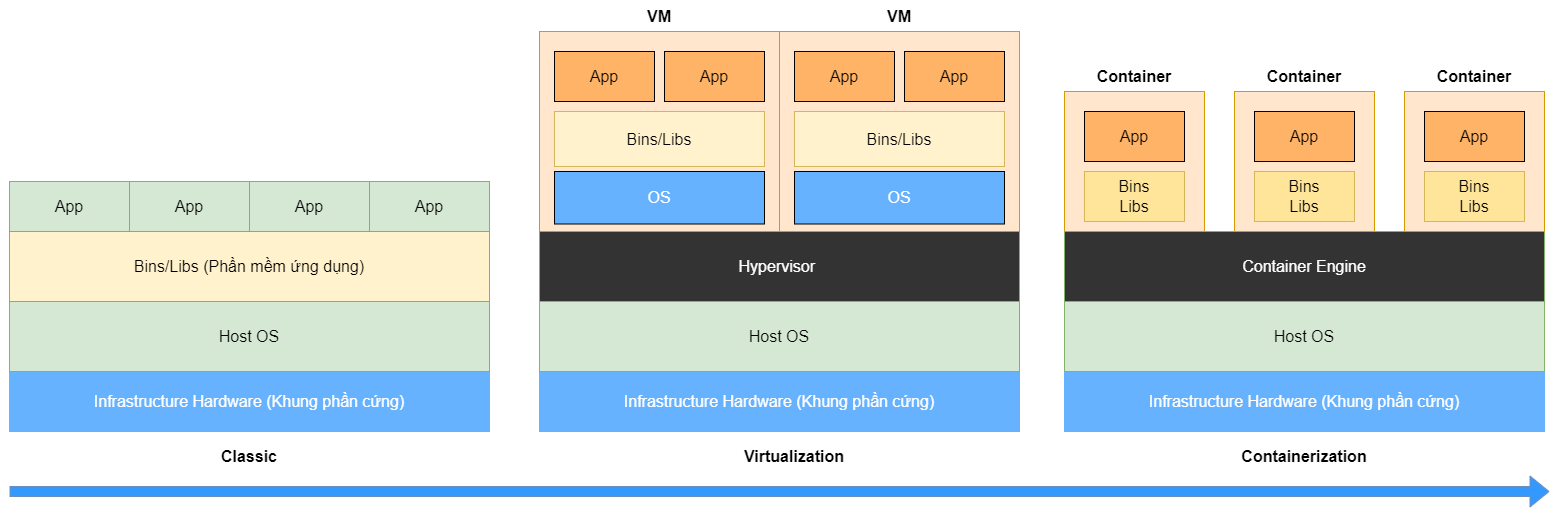 VM
VM
App
App
App
App
Bins/Libs
Bins/Libs
OS
OS
Container
Container
Container
App
App
App
Bins
Libs
Bins
Libs
Bins
Libs
App
App
App
App
Bins/Libs (Phần mềm ứng dụng)
Hypervisor
Container Engine
Host OS
Host OS
Host OS
Infrastructure Hardware (Khung phần cứng)
Infrastructure Hardware (Khung phần cứng)
Infrastructure Hardware (Khung phần cứng)
Classic
Virtualization
Containerization